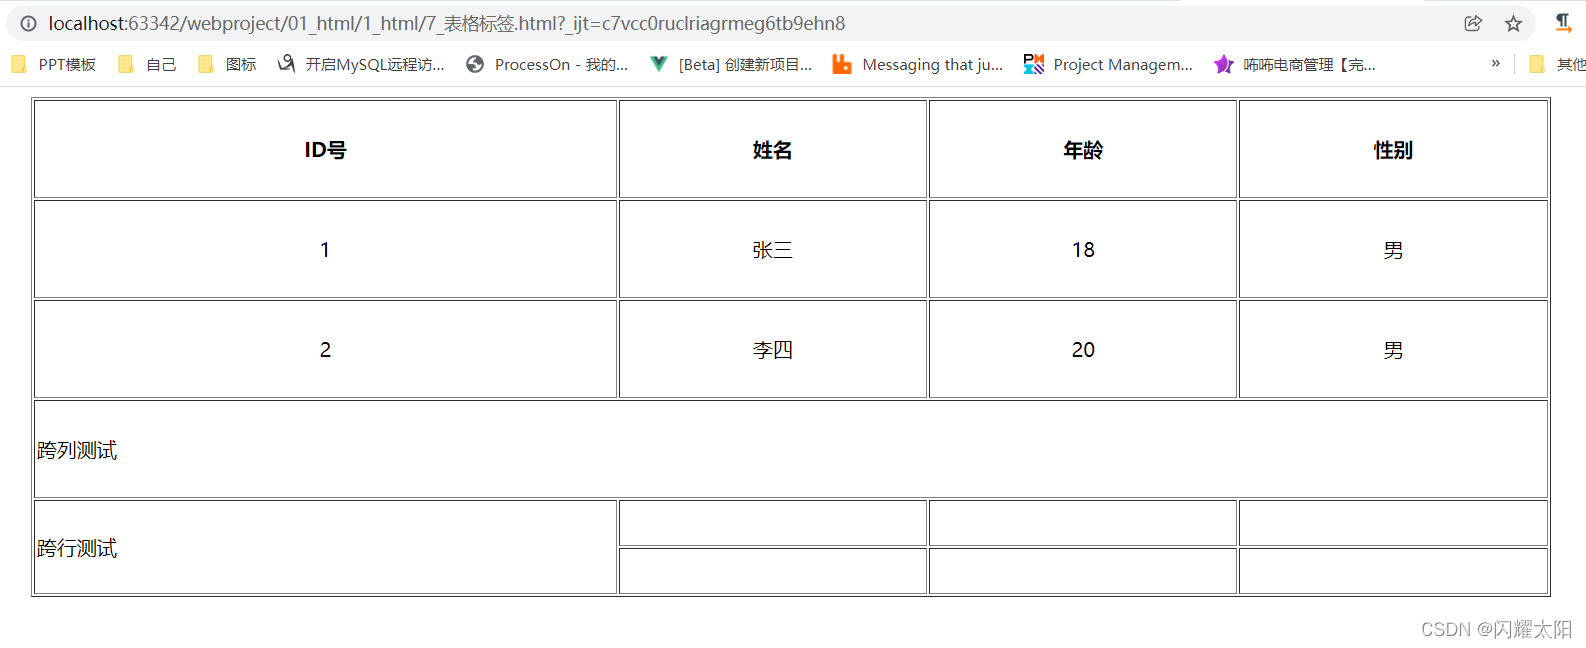 localhost:63342/webproject/01_html/1_html/7_表格标签.html?_ijt=c7vcc0ruclriagrmeg6tb9ehn8
PPT模板 自己 图标 开启MySQL远程访... ProcessOn - 我的... [Beta] 创建新项目... Messaging that ju... Project Managem... 咘咘电商管理【完... » 其他
ID号 姓名 年龄 性别
1 张三 18 男
2 李四 20 男
跨列测试
跨行测试
CSDN @闪耀太阳